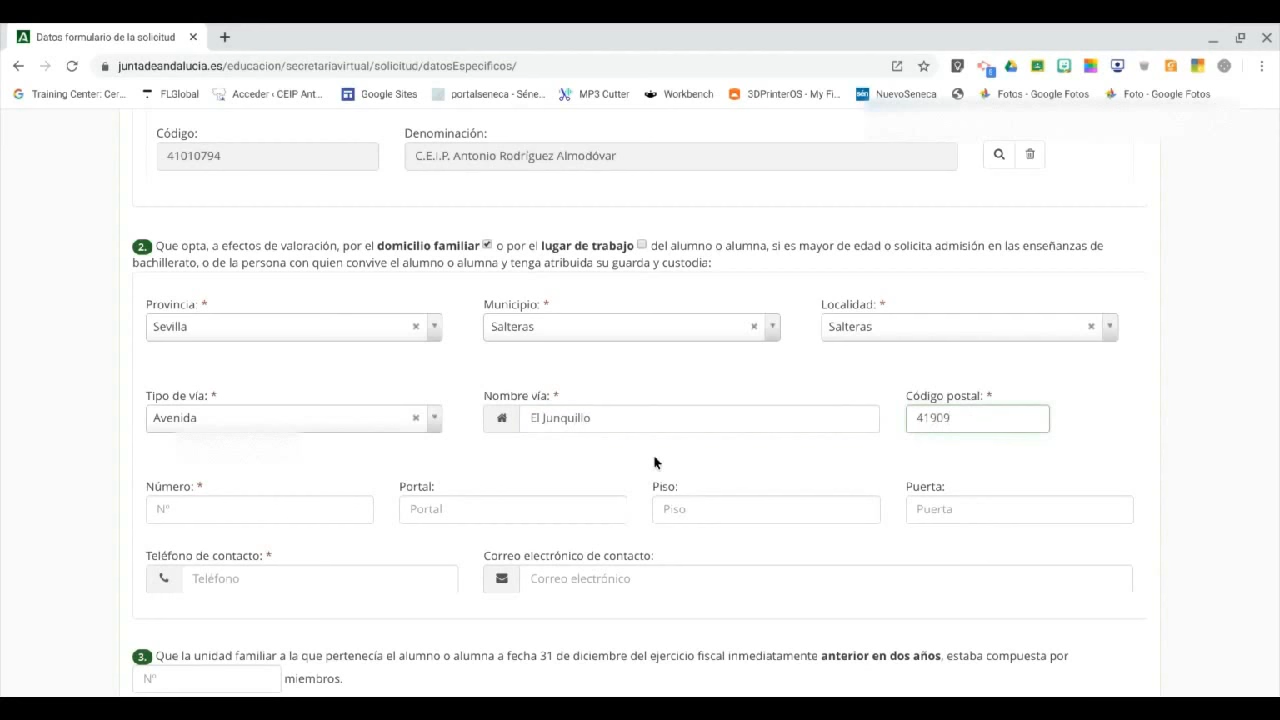 Datos formulario de la solicitud
juntadeandalucia.es/educacion/secretariavirtual/solicitud/datosEspecificos/
Training Center: Cer... FLGlobal Acceder ‹ CEIP Ant... Google Sites portalseneca - Séne... MP3 Cutter Workbench 3DPrinterOS - My Fi... NuevoSeneca Fotos - Google Fotos Foto - Google Fotos
Código: Denominación:
41010794 C.E.I.P. Antonio Rodríguez Almodóvar
2. Que opta, a efectos de valoración, por el domicilio familiar o por el lugar de trabajo del alumno o alumna, si es mayor de edad o solicita admisión en las enseñanzas de
bachillerato, o de la persona con quien convive el alumno o alumna y tenga atribuida su guarda y custodia:
Provincia: * Municipio: * Localidad: *
Sevilla Salteras Salteras
Tipo de vía: * Nombre vía: * Código postal: *
Avenida El Junquillo 41909
Número: * Portal: Piso: Puerta:
Nº Portal Piso Puerta
Teléfono de contacto: * Correo electrónico de contacto:
Teléfono Correo electrónico
3. Que la unidad familiar a la que pertenecía el alumno o alumna a fecha 31 de diciembre del ejercicio fiscal inmediatamente anterior en dos años, estaba compuesta por
Nº miembros.